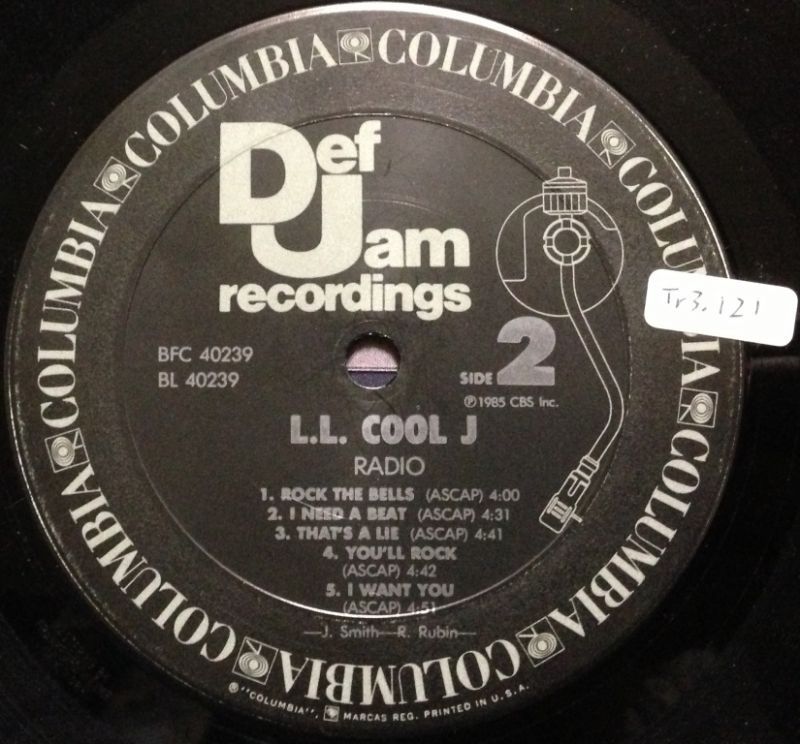 COLUMBIA COLUMBIA COLUMBIA COLUMBIA COLUMBIA COLUMBIA COLUMBIA COLUMBIA COLUMBIA
Def
Jam
recordings
Tr3.121
BFC 40239
BL 40239
SIDE 2
℗1985 CBS Inc.
L.L. COOL J
RADIO
1. ROCK THE BELLS (ASCAP) 4:00
2. I NEED A BEAT (ASCAP) 4:31
3. THAT'S A LIE (ASCAP) 4:41
4. YOU'LL ROCK
(ASCAP) 4:42
5. I WANT YOU
(ASCAP) 4:51
—J. Smith—R. Rubin—
® "COLUMBIA", MARCAS REG. PRINTED IN U.S.A.